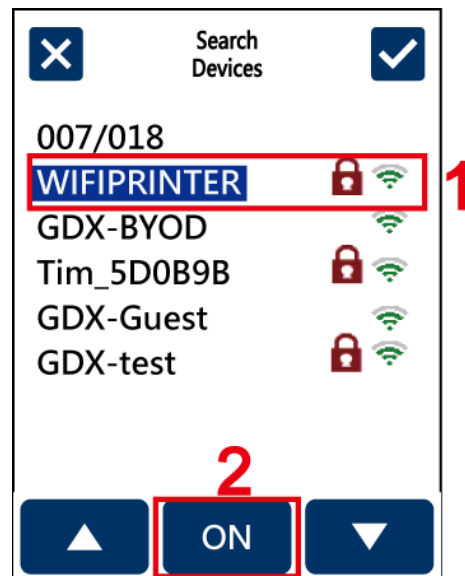 Search
Devices
007/018
WIFIPRINTER
1
GDX-BYOD
Tim_5D0B9B
GDX-Guest
GDX-test
2
ON